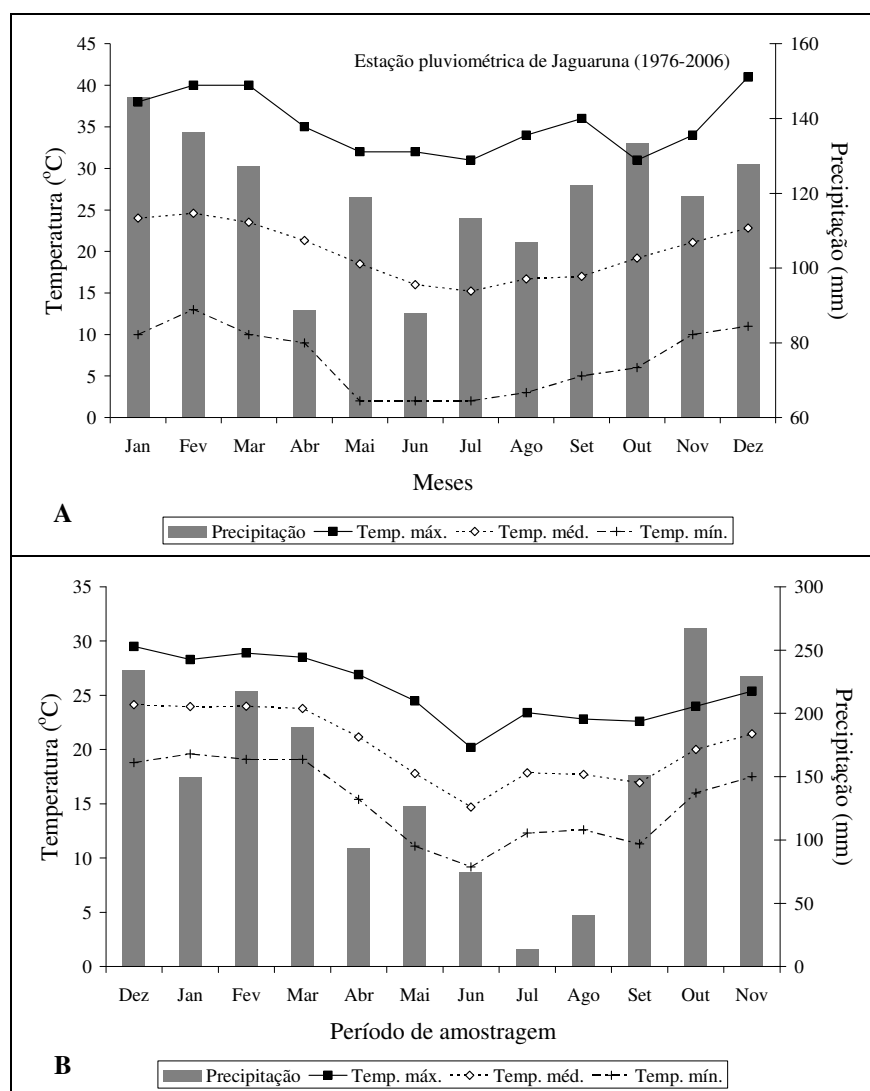 Estação pluviométrica de Jaguaruna (1976-2006)
45
40
35
30
25
20
15
10
5
0
Temperatura (°C)
160
140
120
100
80
60
Precipitação (mm)
Jan Fev Mar Abr Mai Jun Jul Ago Set Out Nov Dez
Meses
A
Precipitação Temp. máx. Temp. méd. Temp. mín.
35
30
25
20
15
10
5
0
Temperatura (°C)
300
250
200
150
100
50
0
Precipitação (mm)
Dez Jan Fev Mar Abr Mai Jun Jul Ago Set Out Nov
Período de amostragem
B
Precipitação Temp. máx. Temp. méd. Temp. mín.